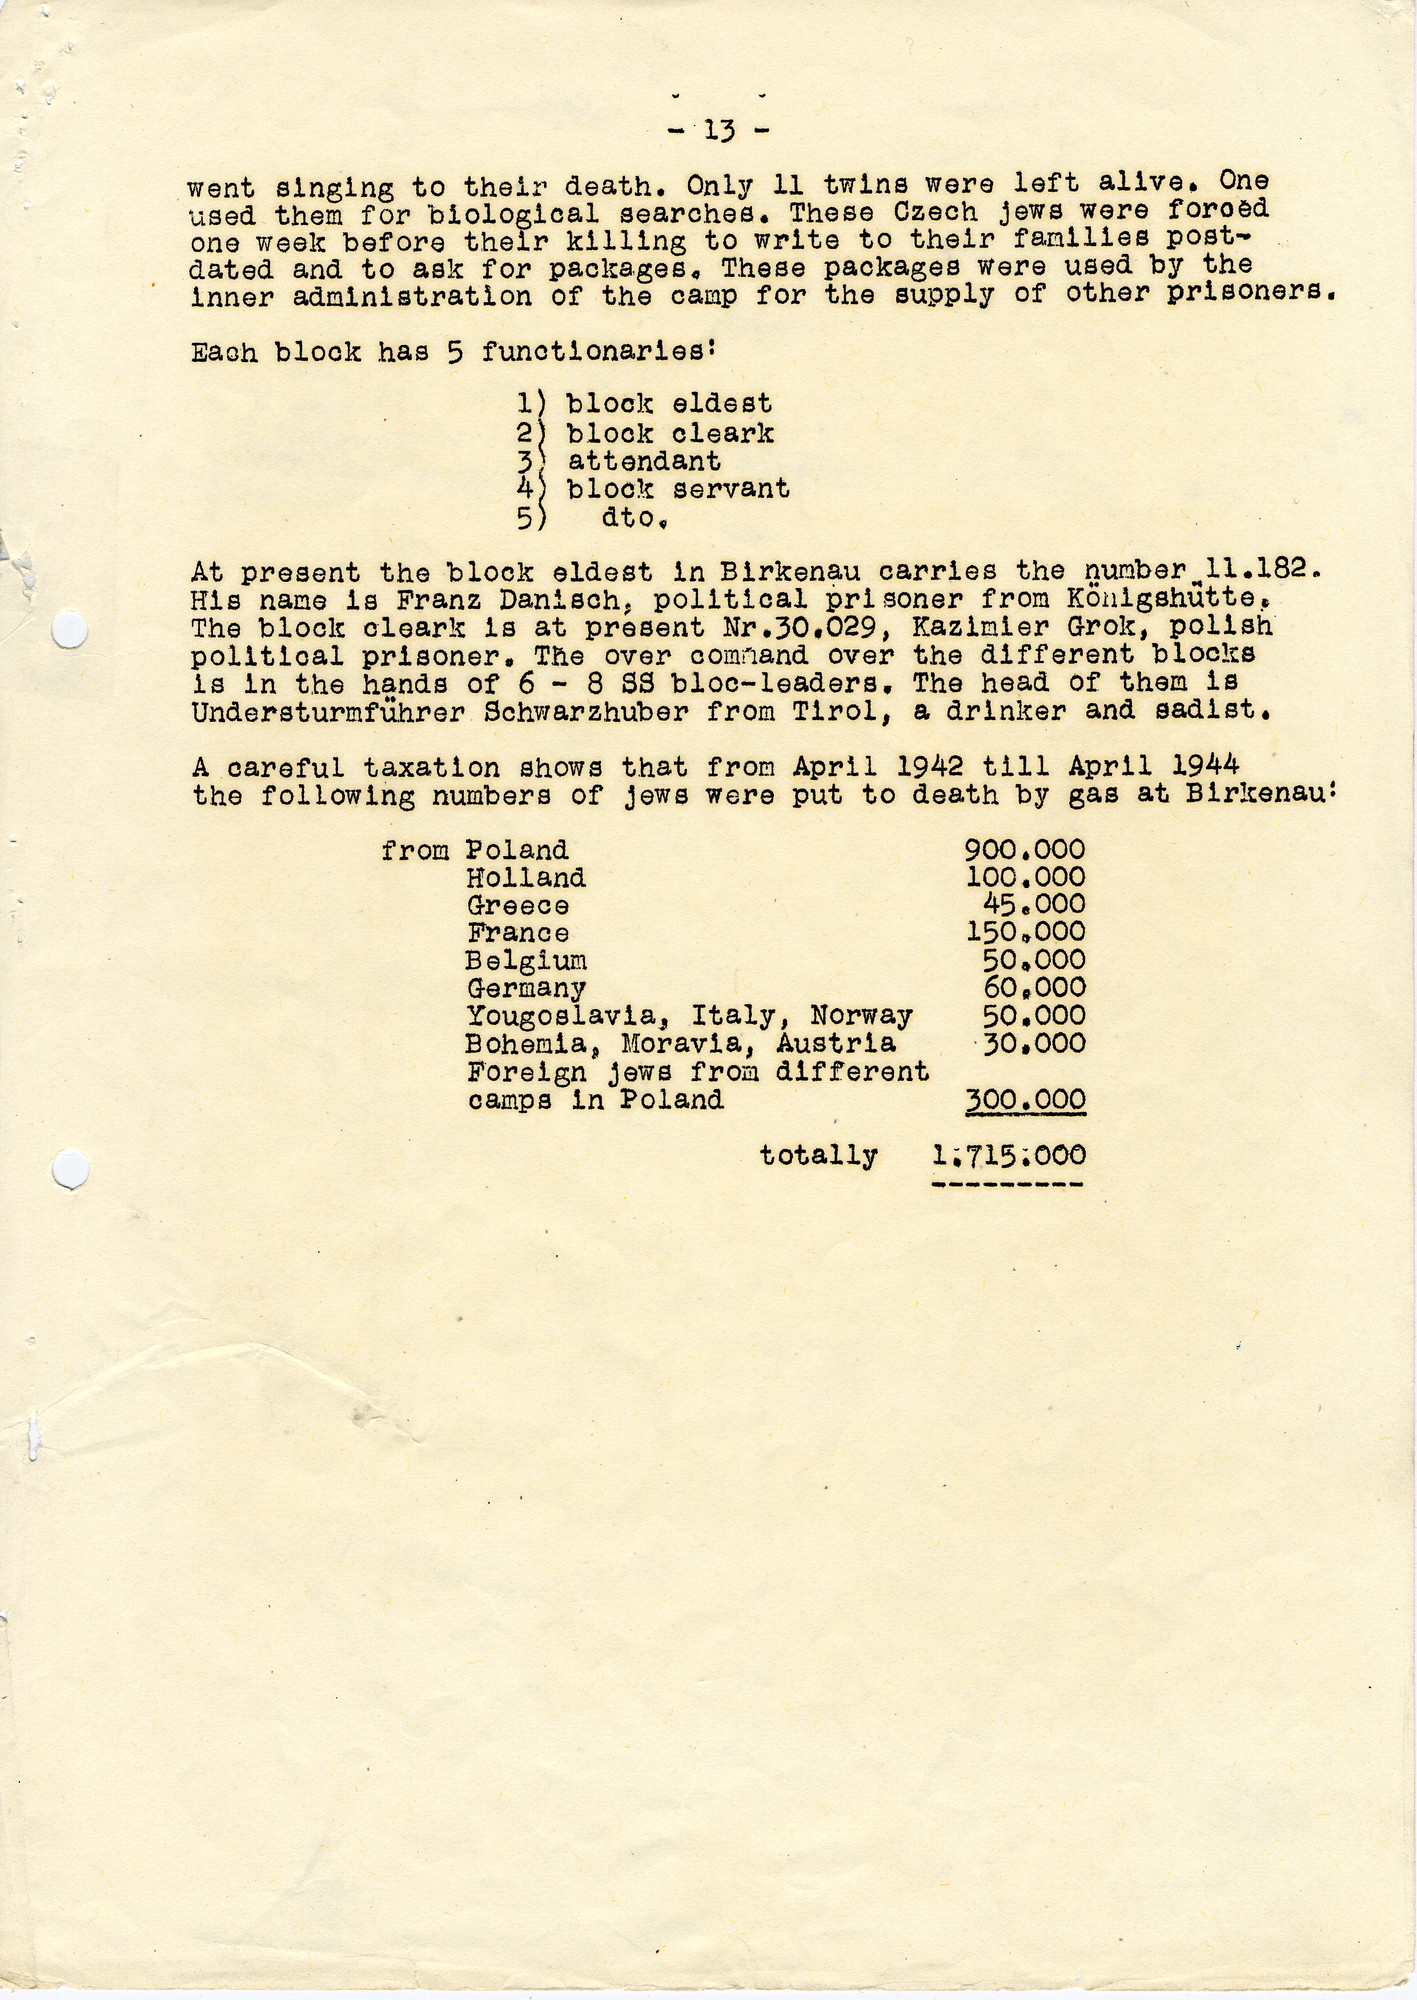 - 13 -
went singing to their death. Only 11 twins were left alive. One
used them for biological searches. These Czech jews were forced
one week before their killing to write to their families post-
dated and to ask for packages. These packages were used by the
inner administration of the camp for the supply of other prisoners.
Each block has 5 functionaries:
1) block eldest
2) block cleark
3) attendant
4) block servant
5) dto.
At present the block eldest in Birkenau carries the number 11.182.
His name is Franz Danisch, political prisoner from Königshütte.
The block cleark is at present Nr.30.029, Kazimier Grok, polish
political prisoner. The over command over the different blocks
is in the hands of 6 - 8 SS bloc-leaders. The head of them is
Understurmführer Schwarzhuber from Tirol, a drinker and sadist.
A careful taxation shows that from April 1942 till April 1944
the following numbers of jews were put to death by gas at Birkenau:
from Poland 900.000
Holland 100.000
Greece 45.000
France 150.000
Belgium 50.000
Germany 60.000
Yougoslavia, Italy, Norway 50.000
Bohemia, Moravia, Austria 30.000
Foreign jews from different
camps in Poland 300.000
totally 1.715.000